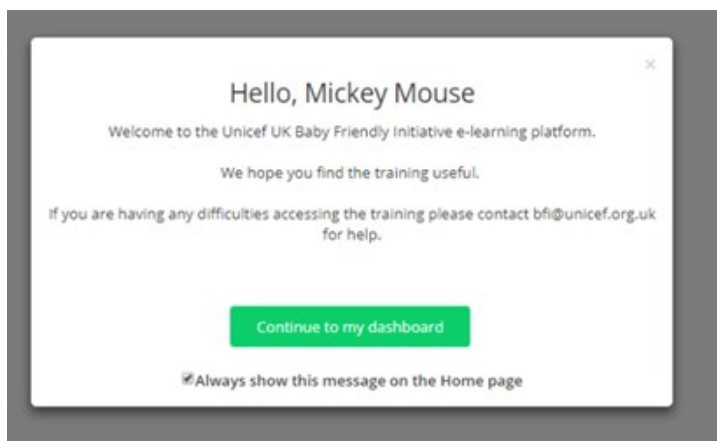 Hello, Mickey Mouse
Welcome to the Unicef UK Baby Friendly Initiative e-learning platform.
We hope you find the training useful.
If you are having any difficulties accessing the training please contact bfi@unicef.org.uk
for help.
Continue to my dashboard
Always show this message on the Home page